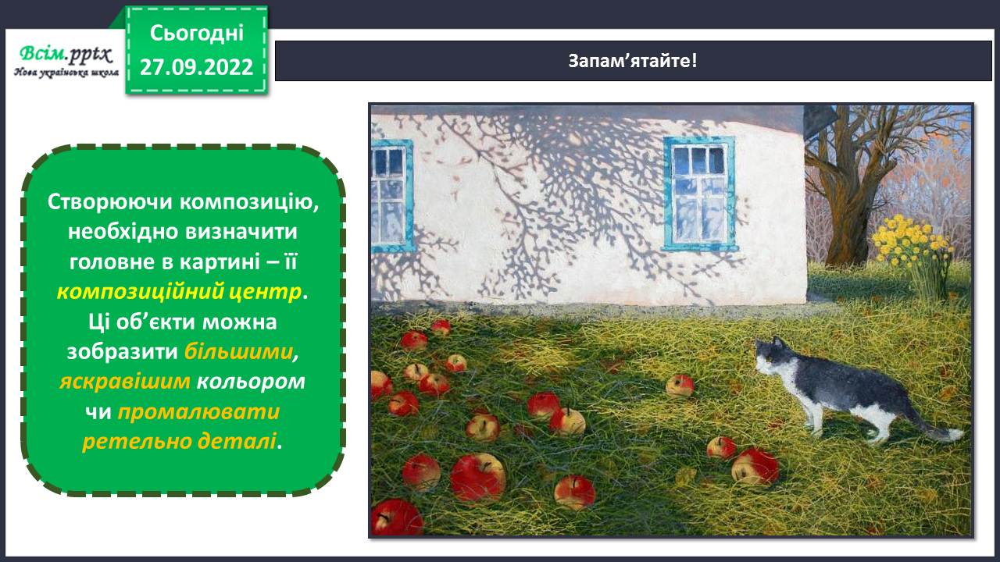 Сьогодні
27.09.2022
Всім.pptx
Нова українська школа
Запам’ятайте!
Створюючи композицію,
необхідно визначити
головне в картині – її
композиційний центр.
Ці об’єкти можна
зобразити більшими,
яскравішим кольором
чи промалювати
ретельно деталі.